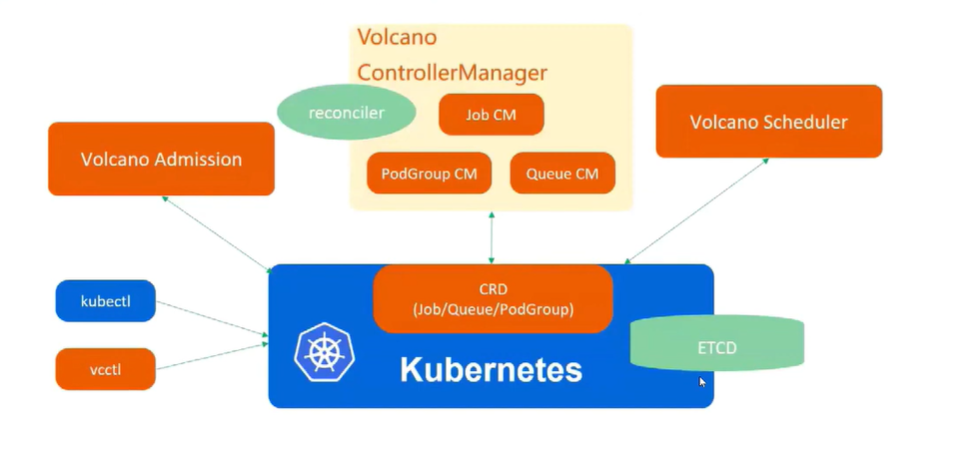 Volcano
ControllerManager
reconciler
Job CM
Volcano Scheduler
Volcano Admission
PodGroup CM
Queue CM
CRD
(Job/Queue/PodGroup)
kubectl
ETCD
vcctl
Kubernetes